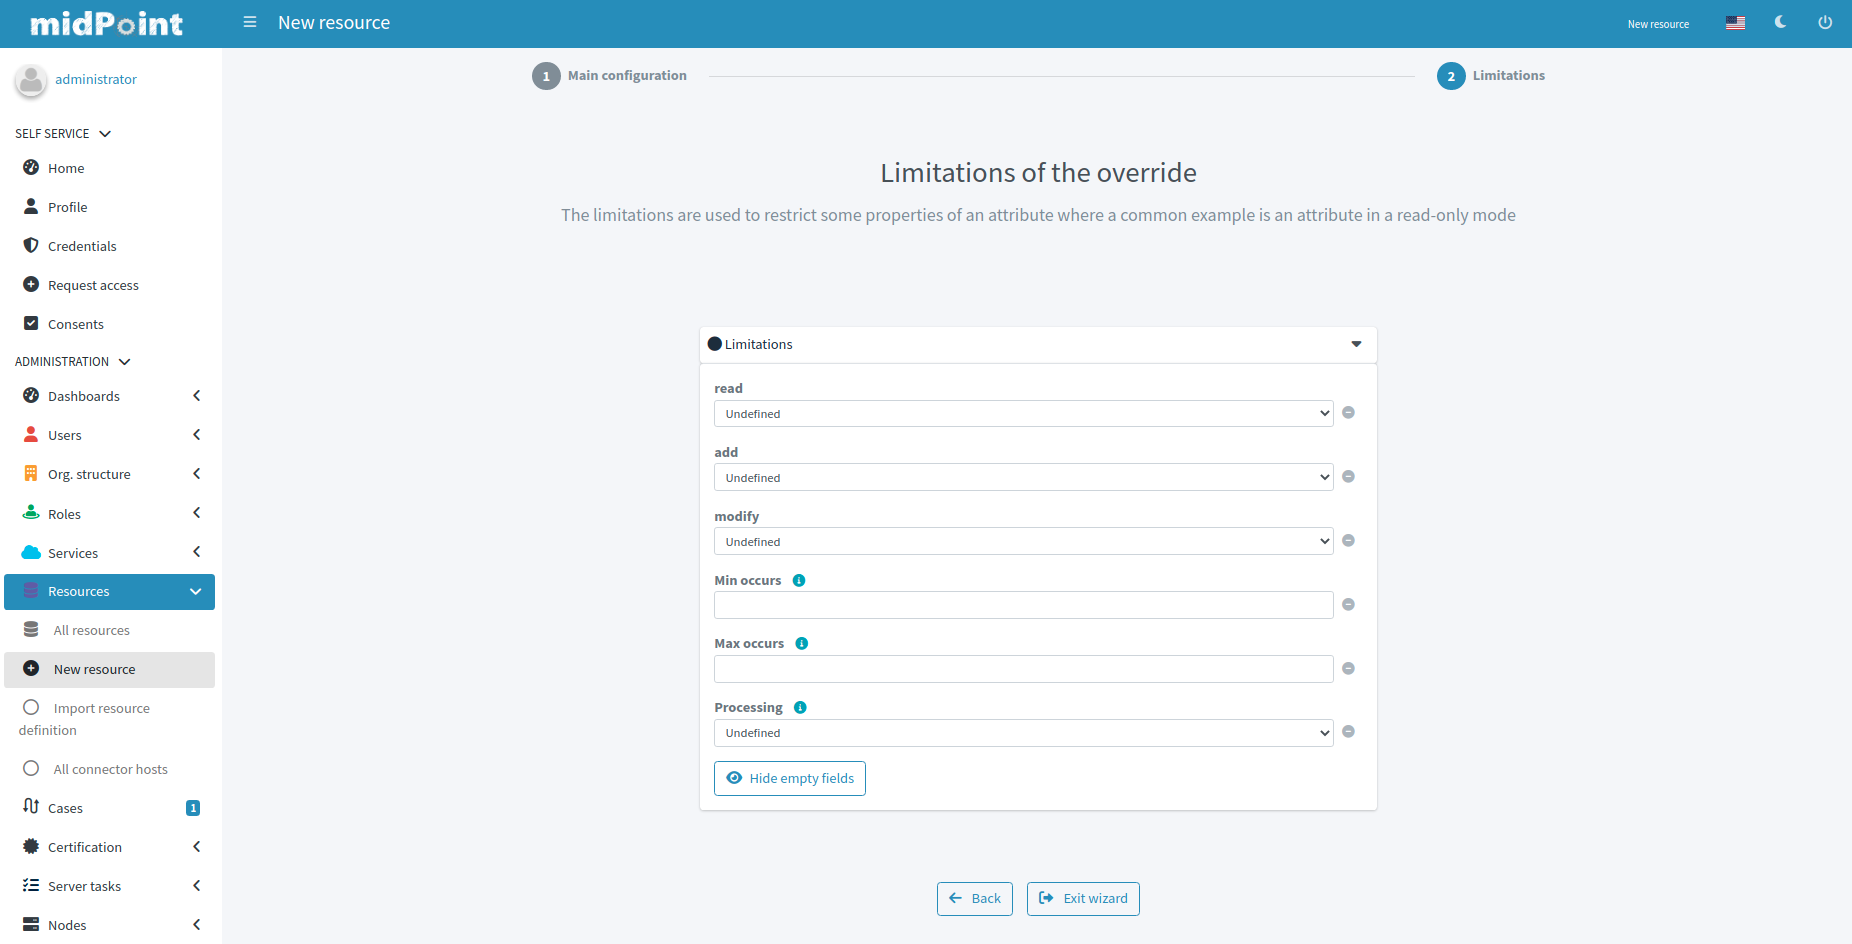 midPoint
New resource
New resource
administrator
SELF SERVICE
Home
Profile
Credentials
Request access
Consents
ADMINISTRATION
Dashboards
Users
Org. structure
Roles
Services
Resources
All resources
New resource
Import resource
definition
All connector hosts
Cases 1
Certification
Server tasks
Nodes
1 Main configuration
2 Limitations
Limitations of the override
The limitations are used to restrict some properties of an attribute where a common example is an attribute in a read-only mode
Limitations
read
Undefined
add
Undefined
modify
Undefined
Min occurs
Max occurs
Processing
Undefined
Hide empty fields
Back
Exit wizard